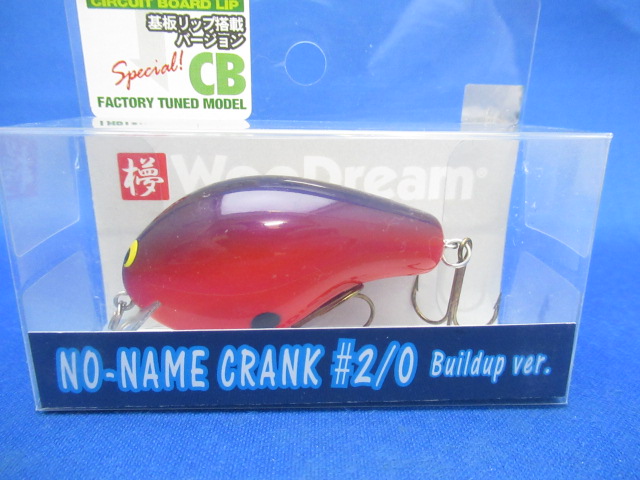 CIRCUIT BOARD LIP
基板リップ搭載
バージョン
Special!
CB
FACTORY TUNED MODEL
欅
WooDream
NO-NAME CRANK #2/0 Buildup ver.